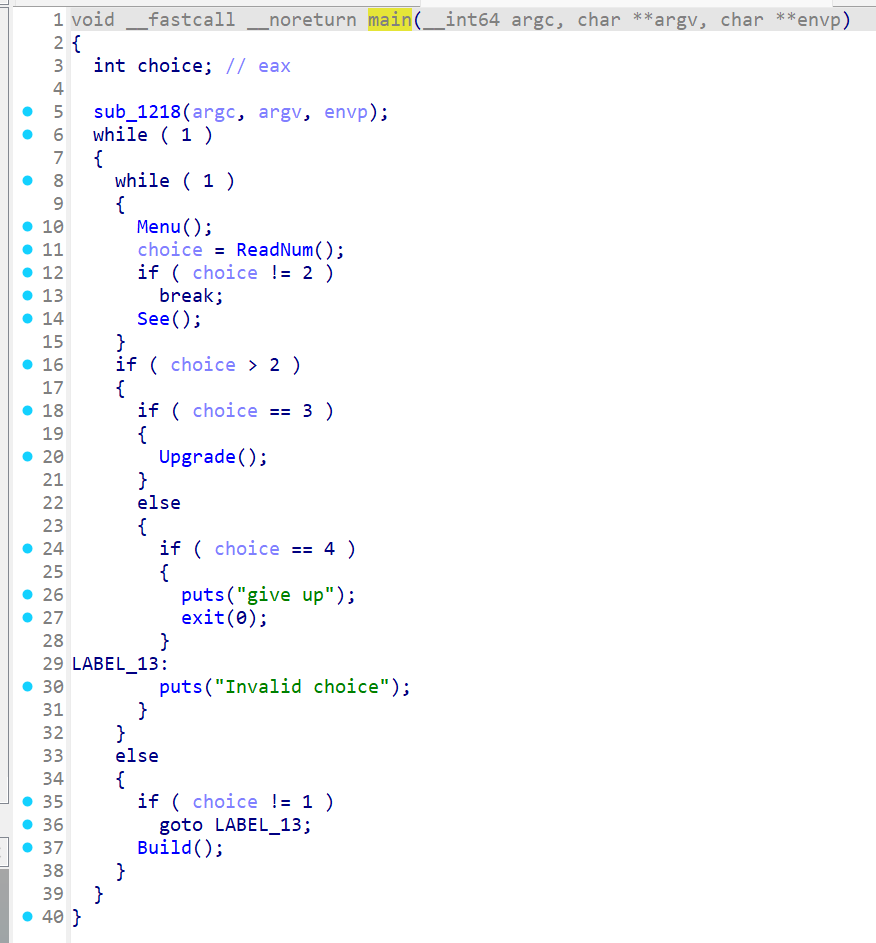 1 void __fastcall __noreturn main(__int64 argc, char **argv, char **envp)
2 {
3   int choice; // eax
4
5   sub_1218(argc, argv, envp);
6   while ( 1 )
7   {
8     while ( 1 )
9     {
10       Menu();
11       choice = ReadNum();
12       if ( choice != 2 )
13         break;
14       See();
15     }
16     if ( choice > 2 )
17     {
18       if ( choice == 3 )
19       {
20         Upgrade();
21       }
22       else
23       {
24         if ( choice == 4 )
25         {
26           puts("give up");
27           exit(0);
28         }
29 LABEL_13:
30         puts("Invalid choice");
31       }
32     }
33     else
34     {
35       if ( choice != 1 )
36         goto LABEL_13;
37       Build();
38     }
39   }
40 }